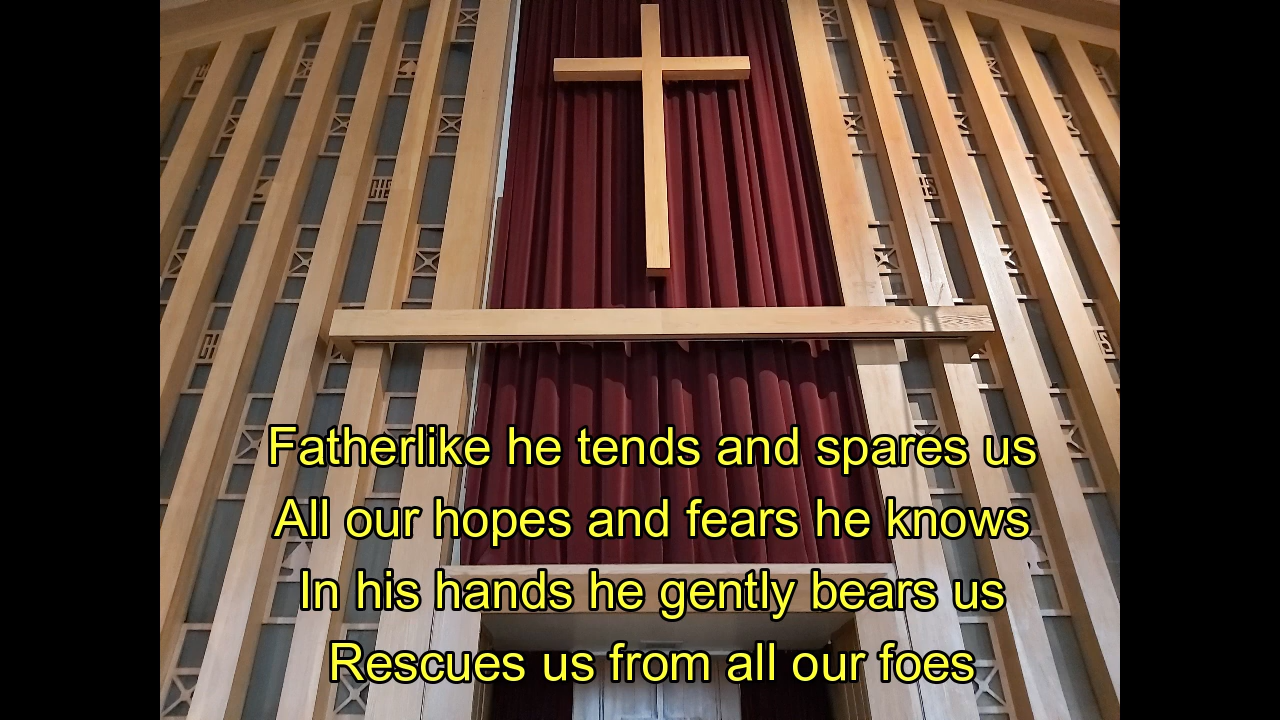 Fatherlike he tends and spares us
All our hopes and fears he knows
In his hands he gently bears us
Rescues us from all our foes